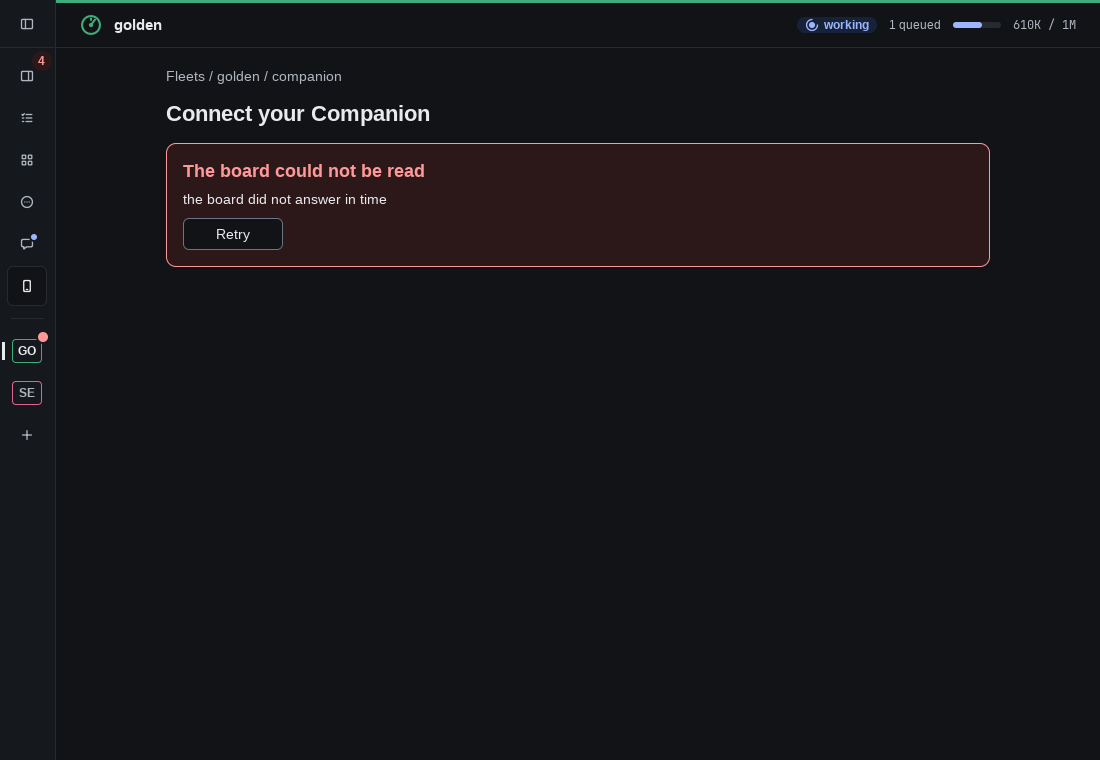 golden
working
1 queued
610K / 1M
4
Fleets / golden / companion
Connect your Companion
The board could not be read
the board did not answer in time
Retry
GO
SE